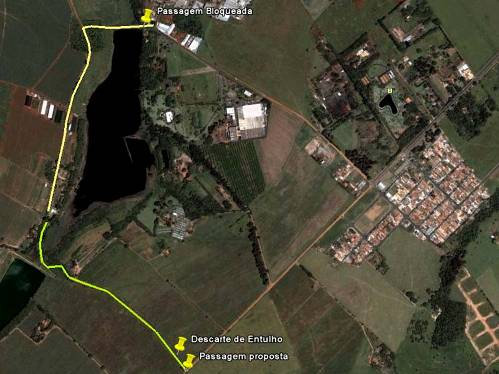 Passagem Bloqueada
Descarte de Entulho
Passagem proposta